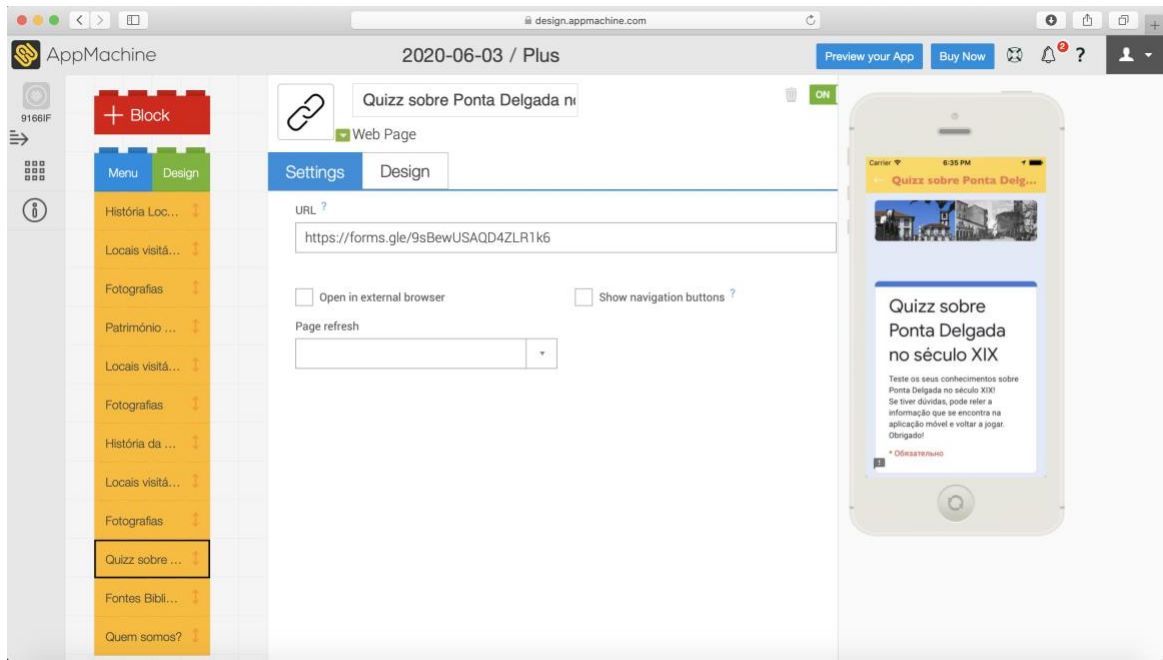 design.appmachine.com
AppMachine
2020-06-03 / Plus
Preview your App
Buy Now
2
?
9166IF
+ Block
Menu
Design
História Loc...
Locais visitá...
Fotografias
Património ...
Locais visitá...
Fotografias
História da ...
Locais visitá...
Fotografias
Quizz sobre ...
Fontes Bibli...
Quem somos?
Quizz sobre Ponta Delgada n
ON
Web Page
Settings
Design
URL ?
https://forms.gle/9sBewUSAQD4ZLR1k6
Open in external browser
Show navigation buttons ?
Page refresh
Carrier
6:35 PM
Quizz sobre Ponta Delg...
Quizz sobre
Ponta Delgada
no século XIX
Teste os seus conhecimentos sobre
Ponta Delgada no século XIX!
Se tiver dúvidas, pode reler a
informação que se encontra na
aplicação móvel e voltar a jogar.
Obrigado!
* Обязательно